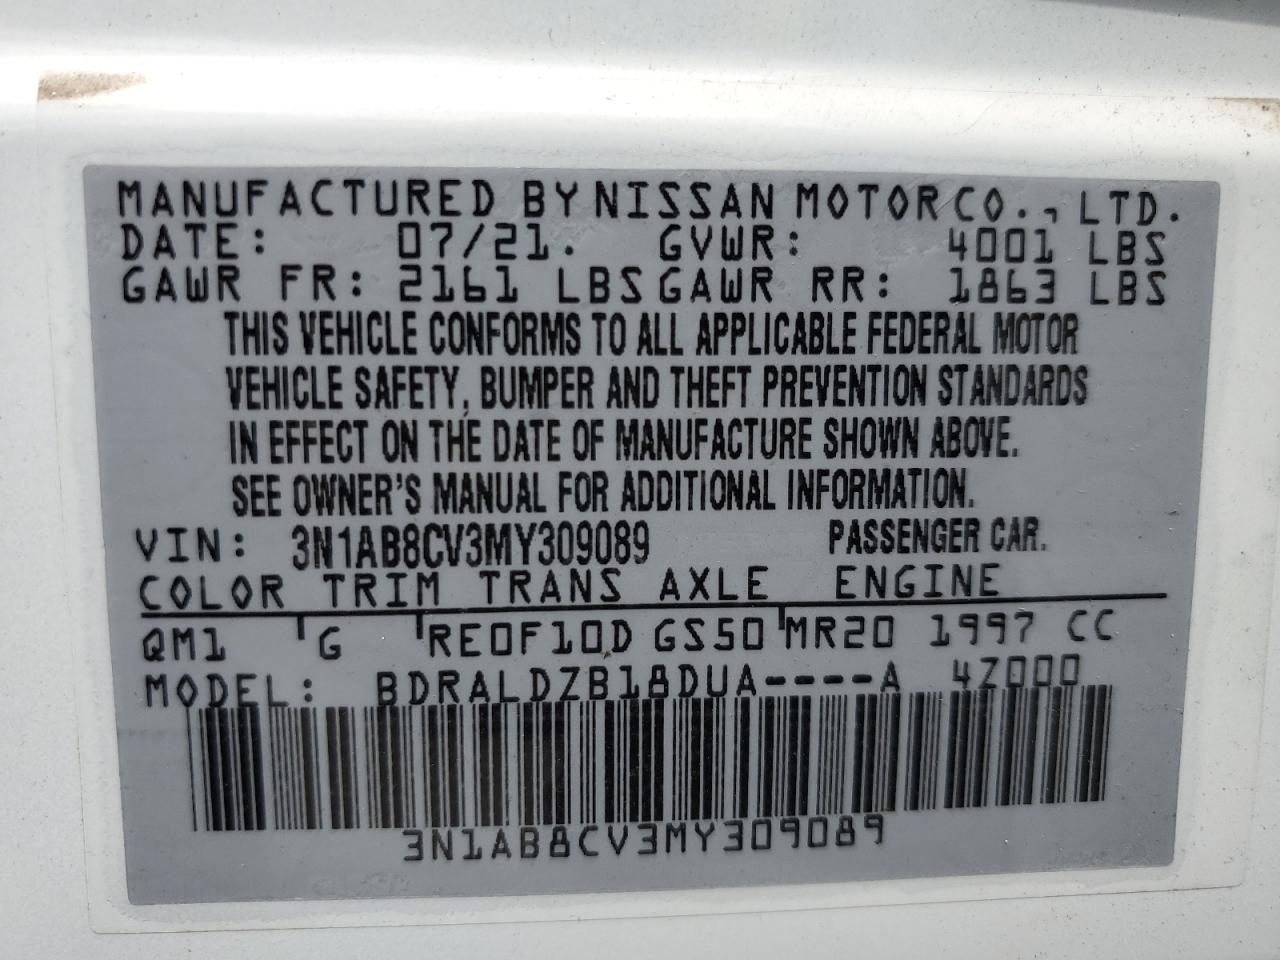 MANUFACTURED BY NISSAN MOTOR CO., LTD.
DATE: 07/21. GVWR: 4001 LBS
GAWR FR: 2161 LBS GAWR RR: 1863 LBS
THIS VEHICLE CONFORMS TO ALL APPLICABLE FEDERAL MOTOR
VEHICLE SAFETY, BUMPER AND THEFT PREVENTION STANDARDS
IN EFFECT ON THE DATE OF MANUFACTURE SHOWN ABOVE.
SEE OWNER'S MANUAL FOR ADDITIONAL INFORMATION.
VIN: 3N1AB8CV3MY309089 PASSENGER CAR.
COLOR TRIM TRANS AXLE ENGINE
QM1 G RE0F10D GS50 MR20 1997 CC
MODEL: BDRALDZB18DUA----A 4Z000
3N1AB8CV3MY309089